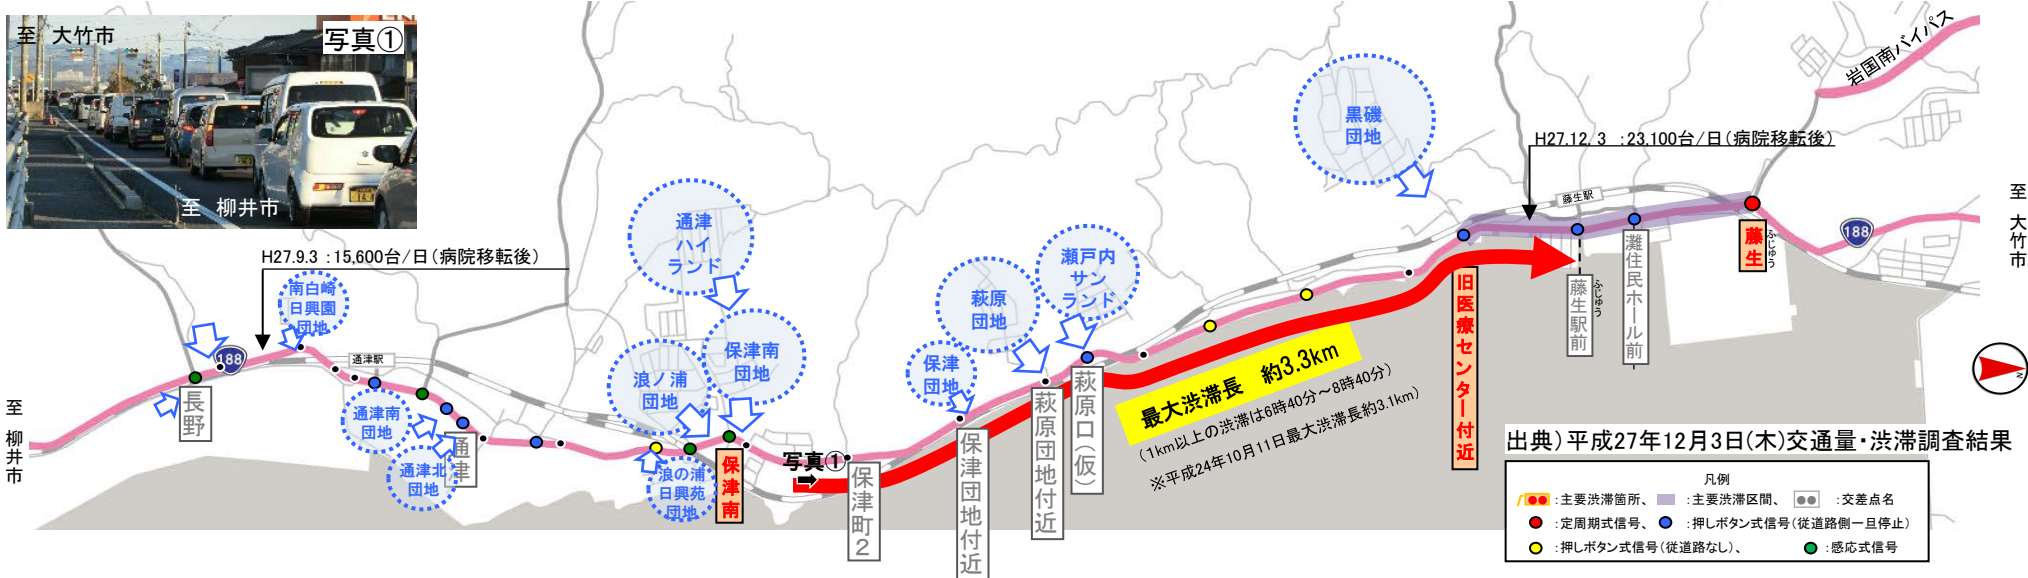 至 大竹市
写真①
至 柳井市
岩国南バイパス
H27.12. 3 :23,100台/日(病院移転後)
至 大竹市
黒磯
団地
藤生駅
188
藤生
ふじゅう
灘住民ホール前
藤生駅前
ふじゅう
旧医療センター付近
通津
ハイ
ランド
瀬戸内
サン
ランド
萩原
団地
保津
団地
保津南
団地
浪ノ浦
団地
H27.9.3 :15,600台/日(病院移転後)
南白崎
日興園
団地
188
通津駅
長野
通津南
団地
通津北
団地
通津
浪の浦
日興苑
団地
保津南
写真①
保津町2
保津団地付近
萩原団地付近
萩原口(仮)
最大渋滞長 約3.3km
(1km以上の渋滞は6時40分~8時40分)
※平成24年10月11日最大渋滞長約3.1km)
至 柳井市
N
出典)平成27年12月3日(木)交通量・渋滞調査結果
凡例
:主要渋滞箇所、 :主要渋滞区間、 :交差点名
:定周期式信号、 :押しボタン式信号(従道路側一旦停止)
:押しボタン式信号(従道路なし)、 :感応式信号